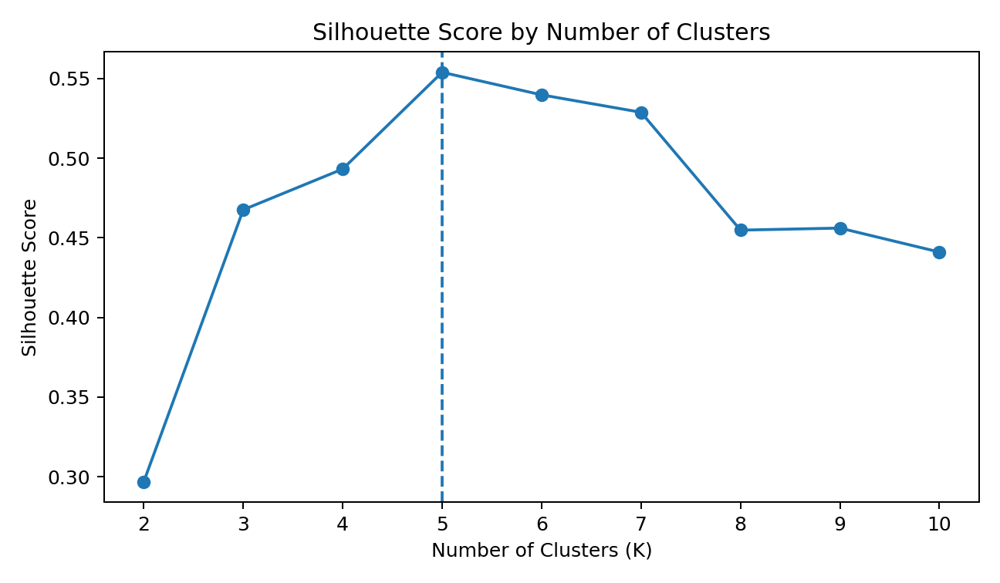 Silhouette Score by Number of Clusters
Silhouette Score
0.55
0.50
0.45
0.40
0.35
0.30
2 3 4 5 6 7 8 9 10
Number of Clusters (K)